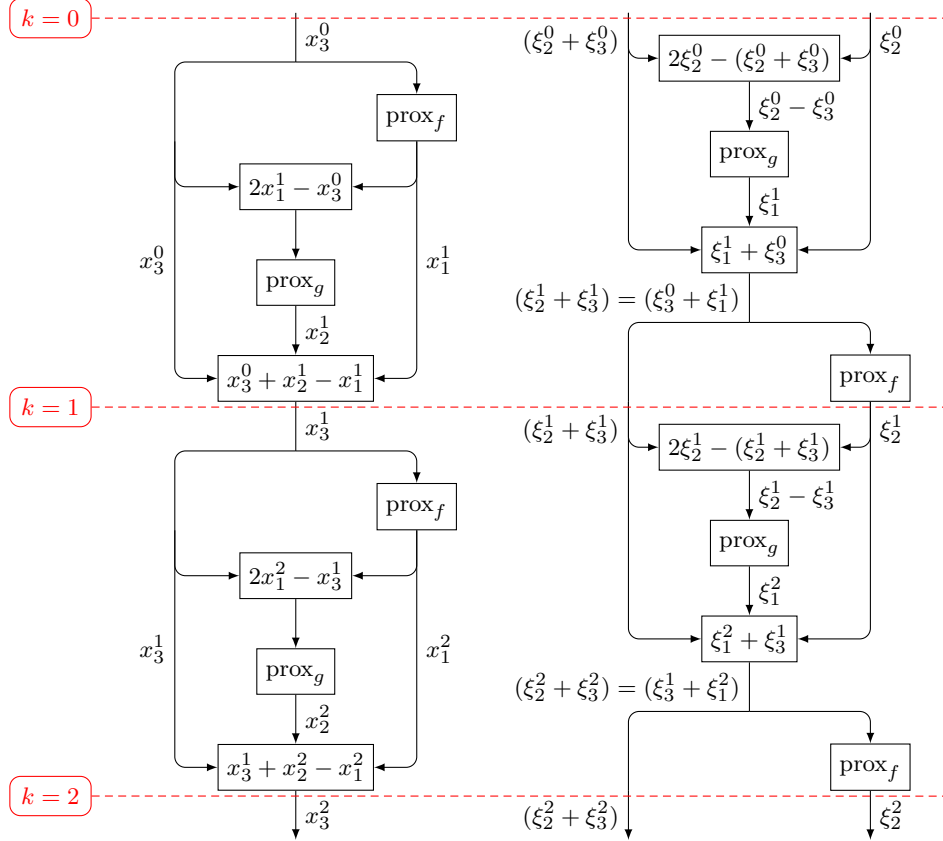 k = 0
x_3^0
(ξ_2^0 + ξ_3^0)
ξ_2^0
2ξ_2^0 − (ξ_2^0 + ξ_3^0)
prox_f
ξ_2^0 − ξ_3^0
prox_g
2x_1^1 − x_3^0
ξ_1^1
x_3^0
x_1^1
ξ_1^1 + ξ_3^0
prox_g
(ξ_2^1 + ξ_3^1) = (ξ_3^0 + ξ_1^1)
x_2^1
x_3^0 + x_2^1 − x_1^1
prox_f
k = 1
x_3^1
(ξ_2^1 + ξ_3^1)
ξ_2^1
2ξ_2^1 − (ξ_2^1 + ξ_3^1)
prox_f
ξ_2^1 − ξ_3^1
prox_g
2x_1^2 − x_3^1
ξ_1^2
x_3^1
x_1^2
ξ_1^2 + ξ_3^1
prox_g
(ξ_2^2 + ξ_3^2) = (ξ_3^1 + ξ_1^2)
x_2^2
x_3^1 + x_2^2 − x_1^2
prox_f
k = 2
x_3^2
(ξ_2^2 + ξ_3^2)
ξ_2^2